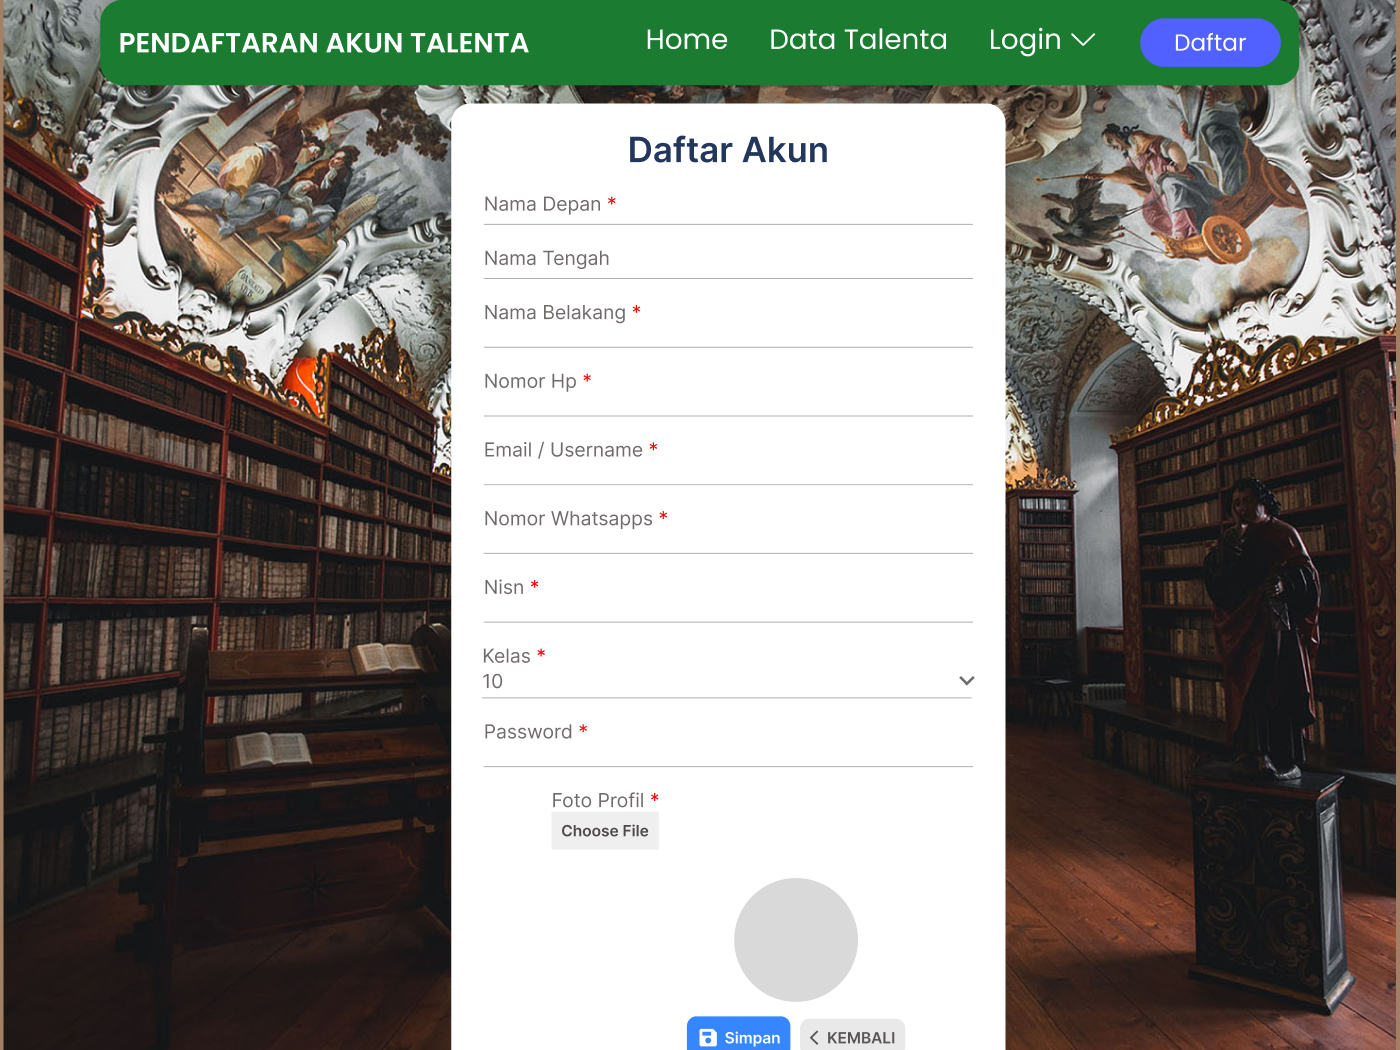 PENDAFTARAN AKUN TALENTA
Home
Data Talenta
Login
Daftar
Daftar Akun
Nama Depan *
Nama Tengah
Nama Belakang *
Nomor Hp *
Email / Username *
Nomor Whatsapps *
Nisn *
Kelas *
10
Password *
Foto Profil *
Choose File
Simpan
KEMBALI